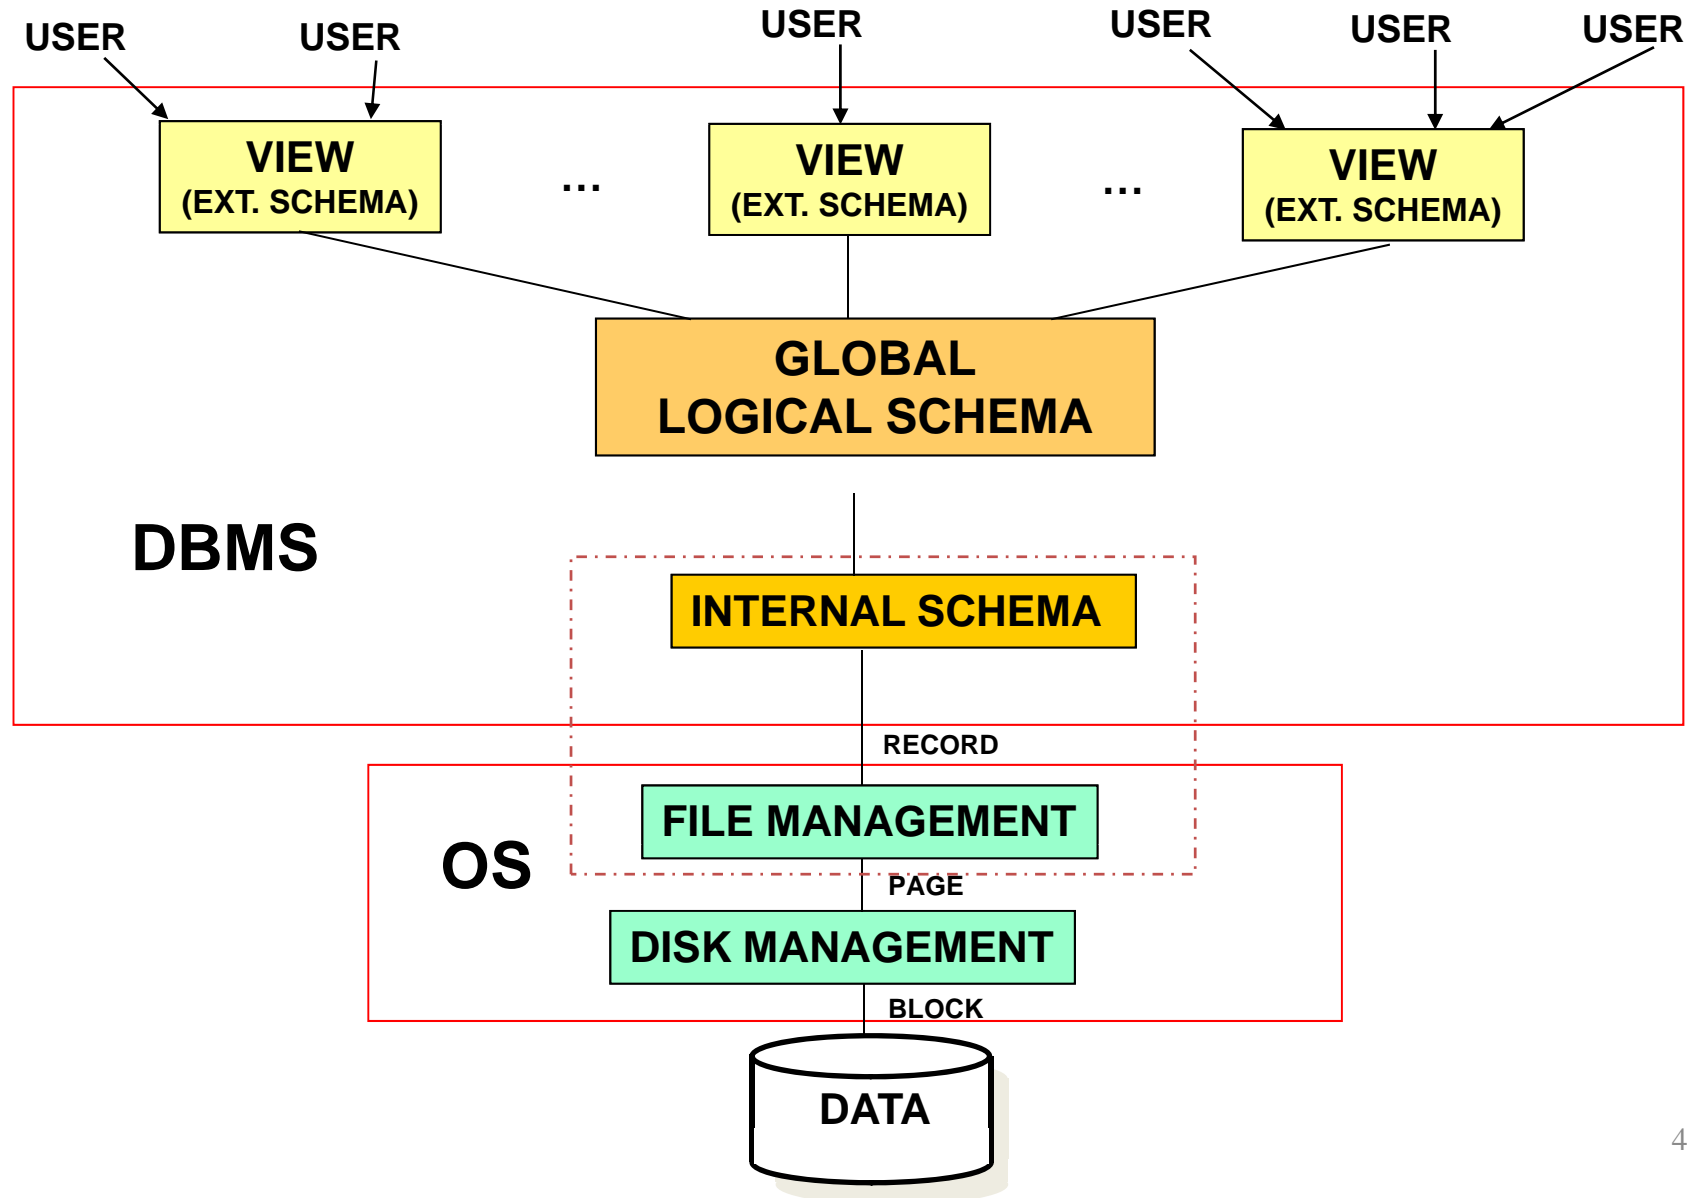 USER
USER
USER
USER
USER
USER
VIEW
(EXT. SCHEMA)
...
VIEW
(EXT. SCHEMA)
...
VIEW
(EXT. SCHEMA)
GLOBAL
LOGICAL SCHEMA
DBMS
INTERNAL SCHEMA
RECORD
FILE MANAGEMENT
OS
PAGE
DISK MANAGEMENT
BLOCK
DATA
4